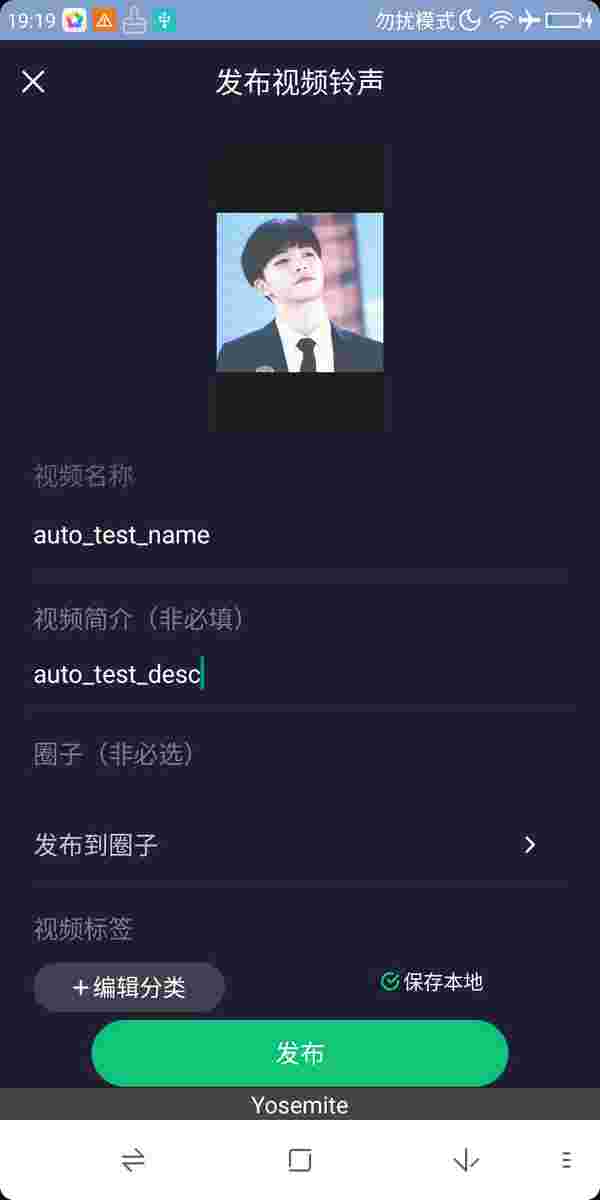 19:19 勿扰模式
发布视频铃声
视频名称
auto_test_name
视频简介（非必填）
auto_test_desc
圈子（非必选）
发布到圈子
视频标签
+编辑分类 保存本地
发布
Yosemite